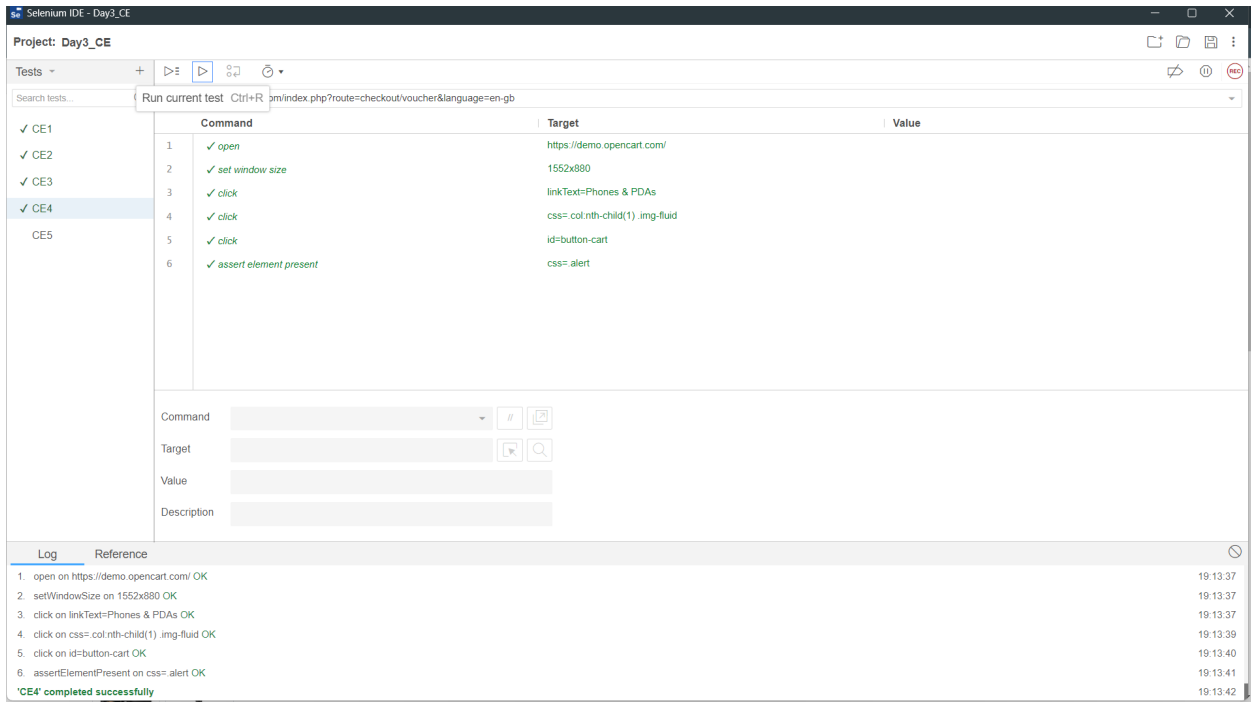 Se Selenium IDE - Day3_CE
Project: Day3_CE
Tests
Search tests...
Run current test Ctrl+R om/index.php?route=checkout/voucher&language=en-gb
CE1
CE2
CE3
CE4
CE5
Command Target Value
1 ✓ open https://demo.opencart.com/
2 ✓ set window size 1552x880
3 ✓ click linkText=Phones & PDAs
4 ✓ click css=.col:nth-child(1) .img-fluid
5 ✓ click id=button-cart
6 ✓ assert element present css=.alert
REC
Command //
Target
Value
Description
Log Reference
1. open on https://demo.opencart.com/ OK 19:13:37
2. setWindowSize on 1552x880 OK 19:13:37
3. click on linkText=Phones & PDAs OK 19:13:37
4. click on css=.col:nth-child(1) .img-fluid OK 19:13:39
5. click on id=button-cart OK 19:13:40
6. assertElementPresent on css=.alert OK 19:13:41
'CE4' completed successfully 19:13:42